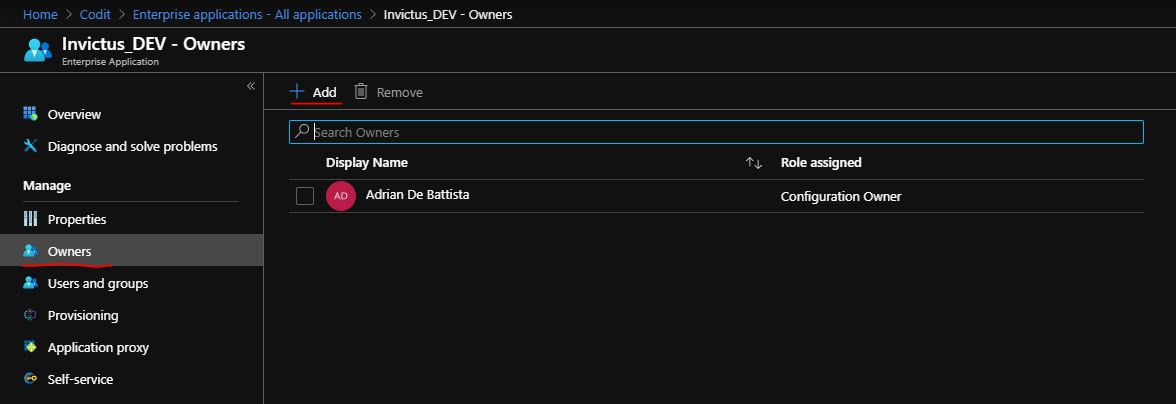 Home > Codit > Enterprise applications - All applications > Invictus_DEV - Owners
Invictus_DEV - Owners
Enterprise Application
«
+ Add Remove
Search Owners
Overview
Diagnose and solve problems
Manage
Properties
Owners
Users and groups
Provisioning
Application proxy
Self-service
Display Name ↑↓ Role assigned
AD Adrian De Battista Configuration Owner